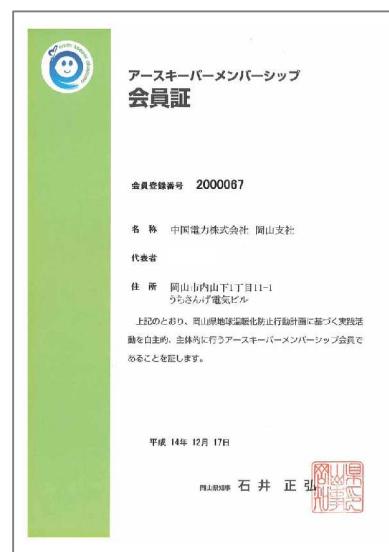 アースキーパーメンバーシップ
会員証
会員登録番号 2000067
名称 中国電力株式会社 岡山支社
代表者
住所 岡山市内山下1丁目11-1
うちさんげ電気ビル
上記のとおり、岡山県地球温暖化防止行動計画に基づく実践活
動を自主的、主体的に行うアースキーパーメンバーシップ会員で
あることを証します。
平成 14年 12月 17日
岡山県知事 石井 正弘